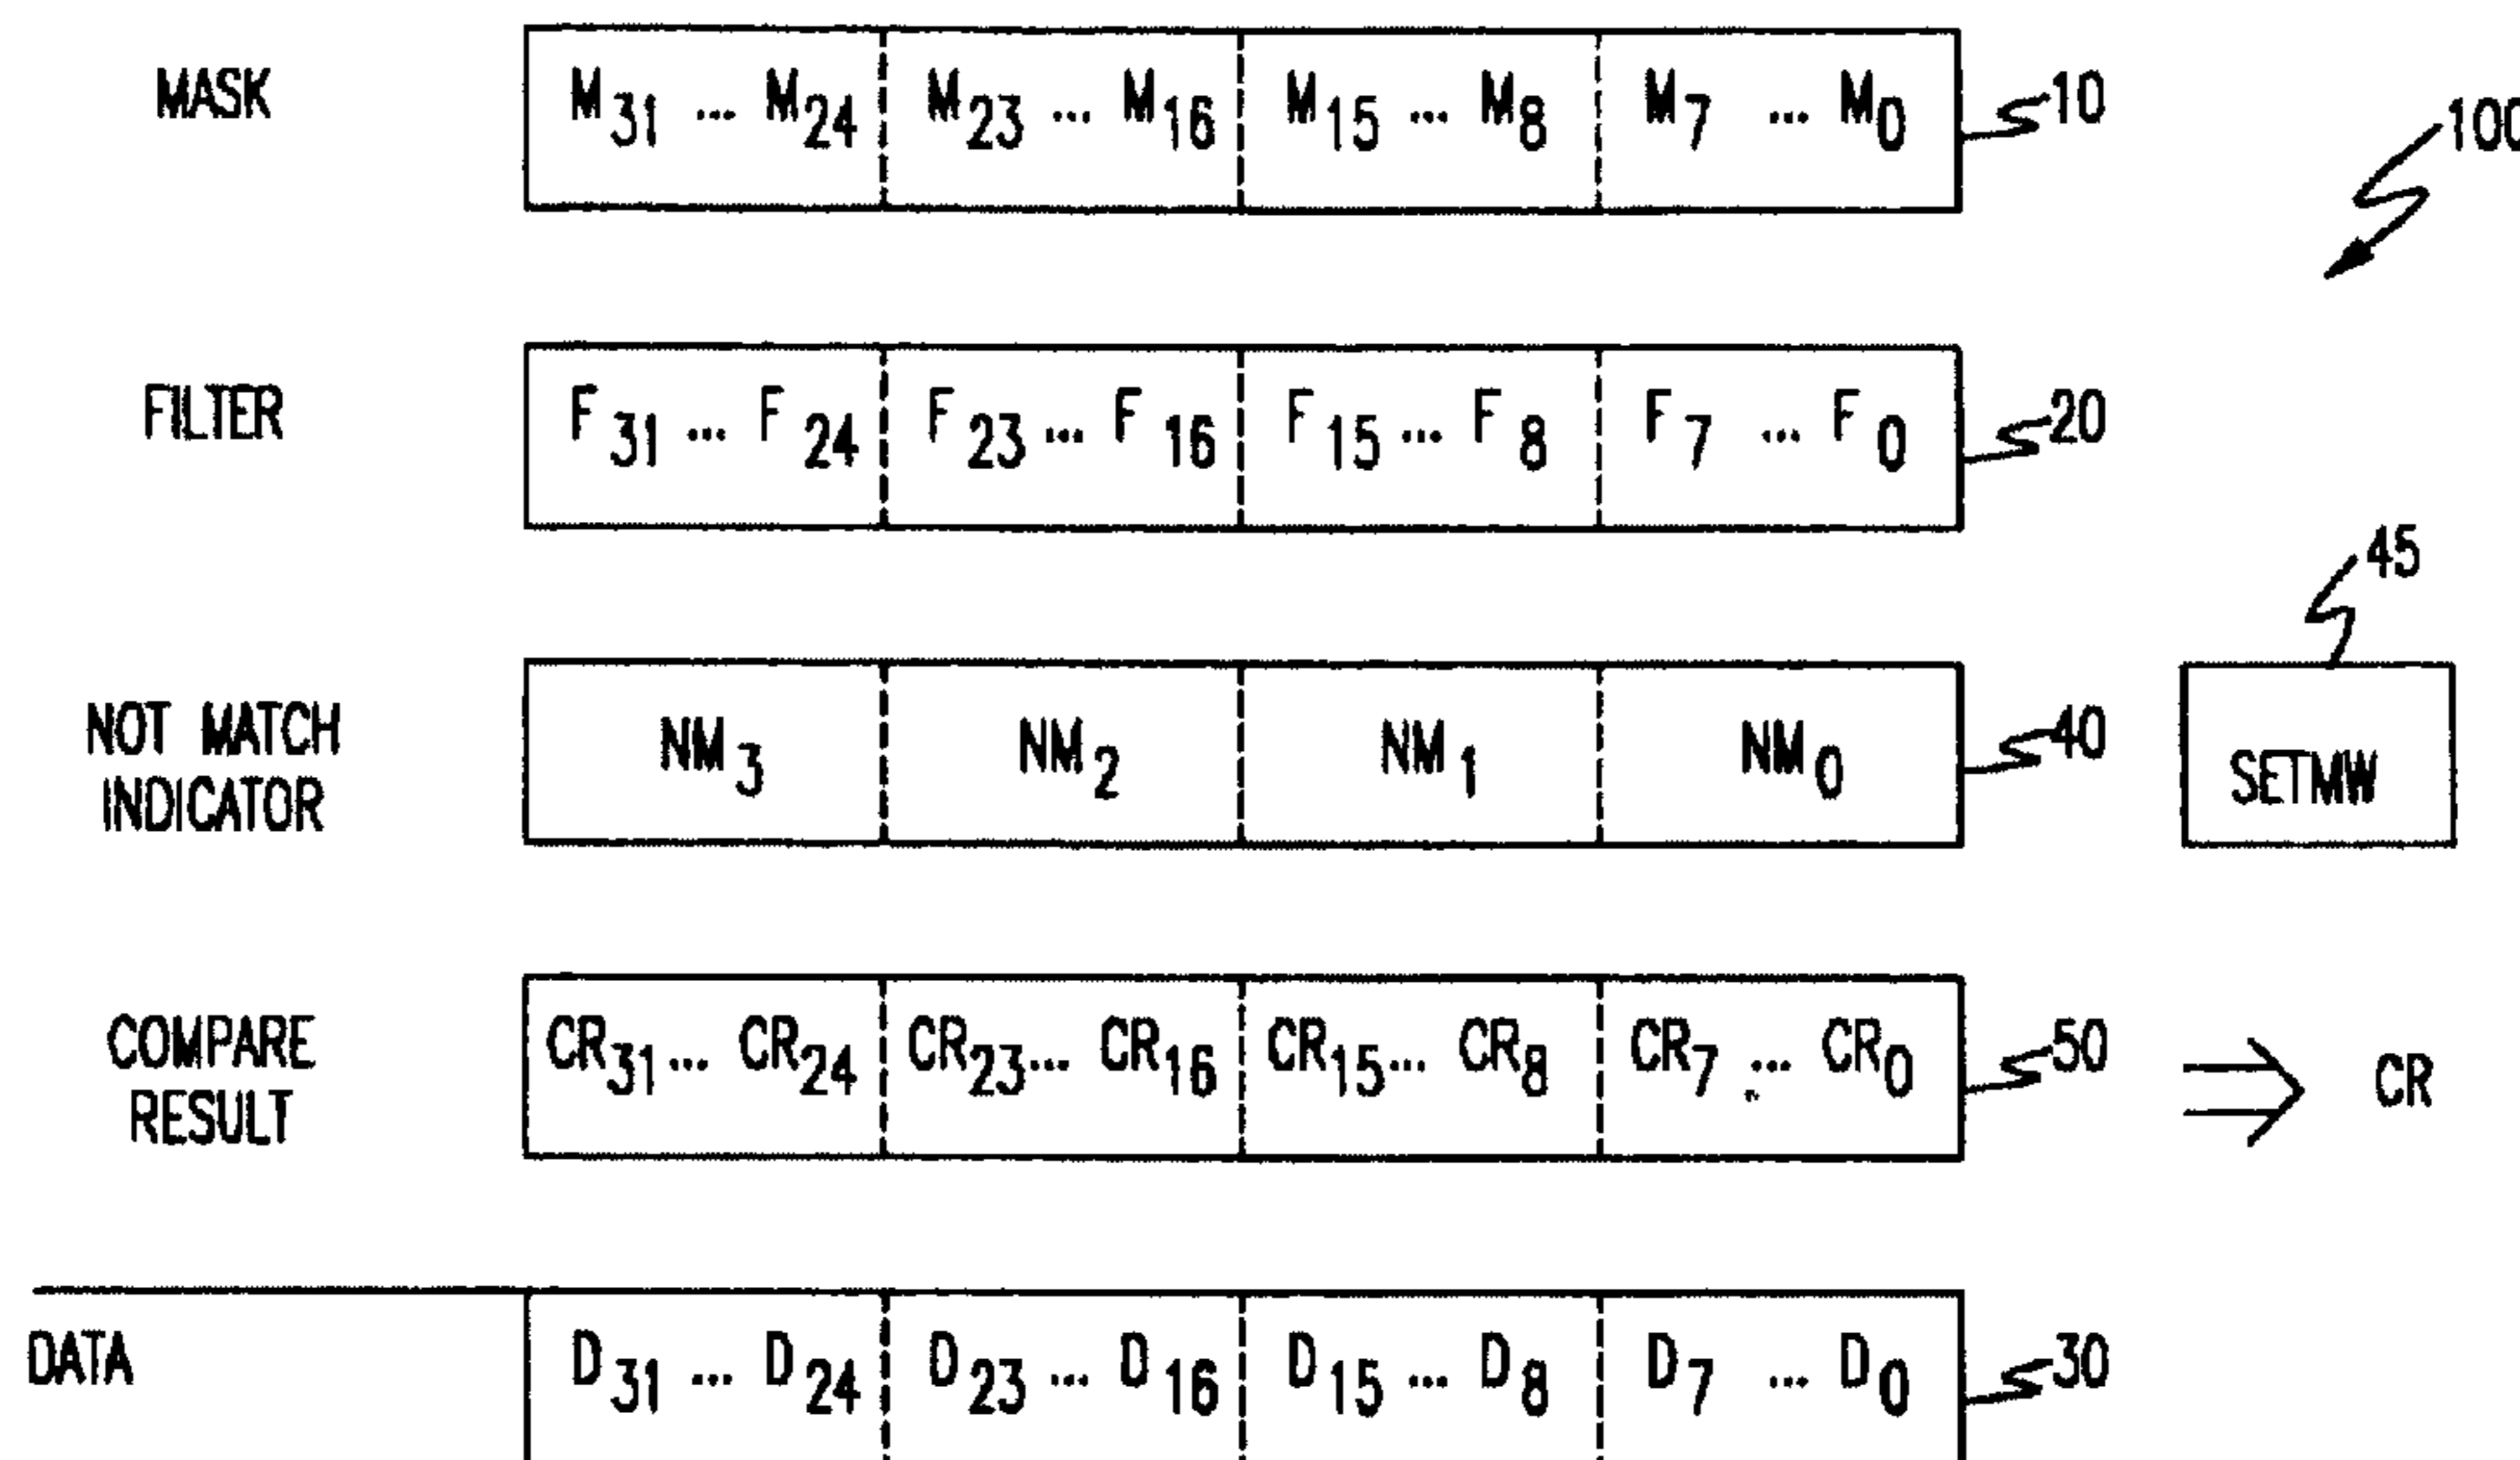 MASK M31 ... M24 M23 ... M16 M15 ... M8 M7 ... M0 10
100
FILTER F31 ... F24 F23 ... F16 F15 ... F8 F7 ... F0 20
45
NOT MATCH
INDICATOR
NM3 NM2 NM1 NM0 40
SETMW
COMPARE
RESULT
CR31 ... CR24 CR23 ... CR16 CR15 ... CR8 CR7 ... CR0 50
CR
DATA D31 ... D24 D23 ... D16 D15 ... D8 D7 ... D0 30